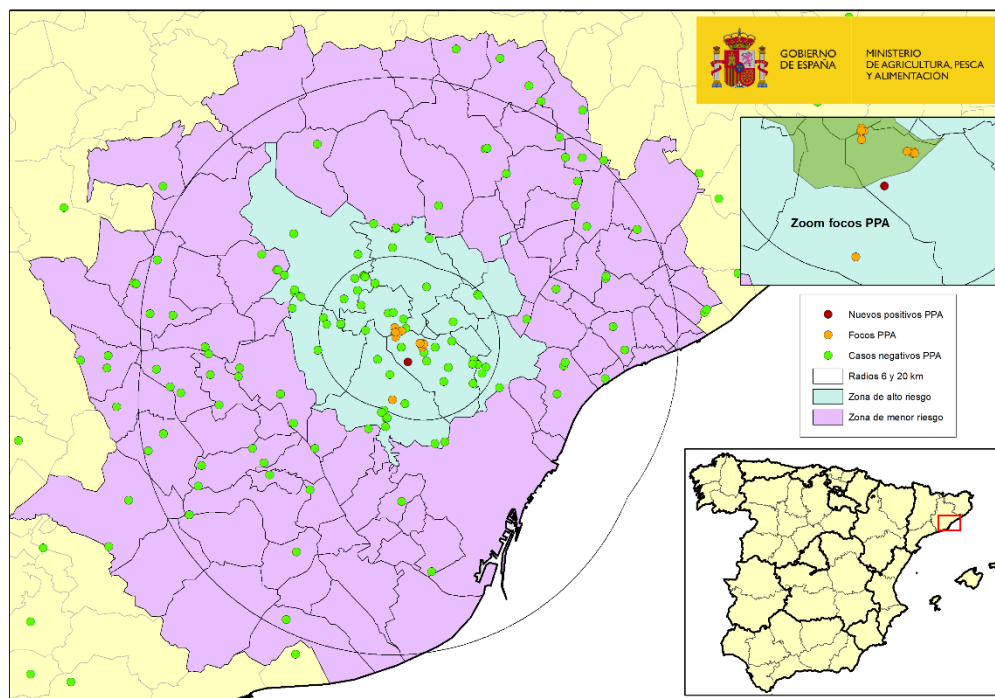 GOBIERNO
DE ESPAÑA
MINISTERIO
DE AGRICULTURA, PESCA
Y ALIMENTACIÓN
Zoom focos PPA
Nuevos positivos PPA
Focos PPA
Casos negativos PPA
Radios 6 y 20 km
Zona de alto riesgo
Zona de menor riesgo